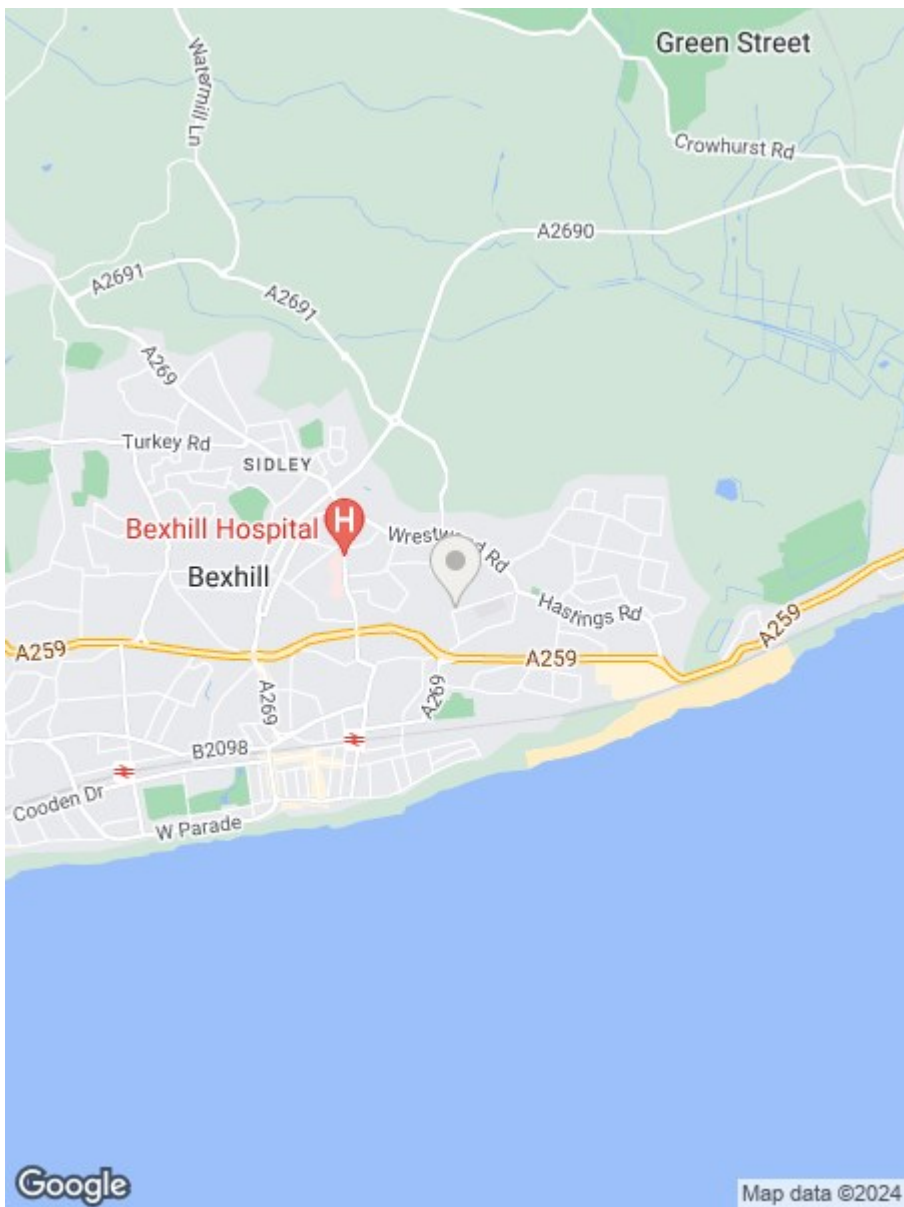 Green Street
Watermill Ln
Crowhurst Rd
A2690
A2691
A2691
A269
Turkey Rd
SIDLEY
Bexhill Hospital
H
Wrestwood Rd
Bexhill
Hastings Rd
A259
A259
A259
A269
A269
B2098
Cooden Dr
W Parade
Google
Map data ©2024